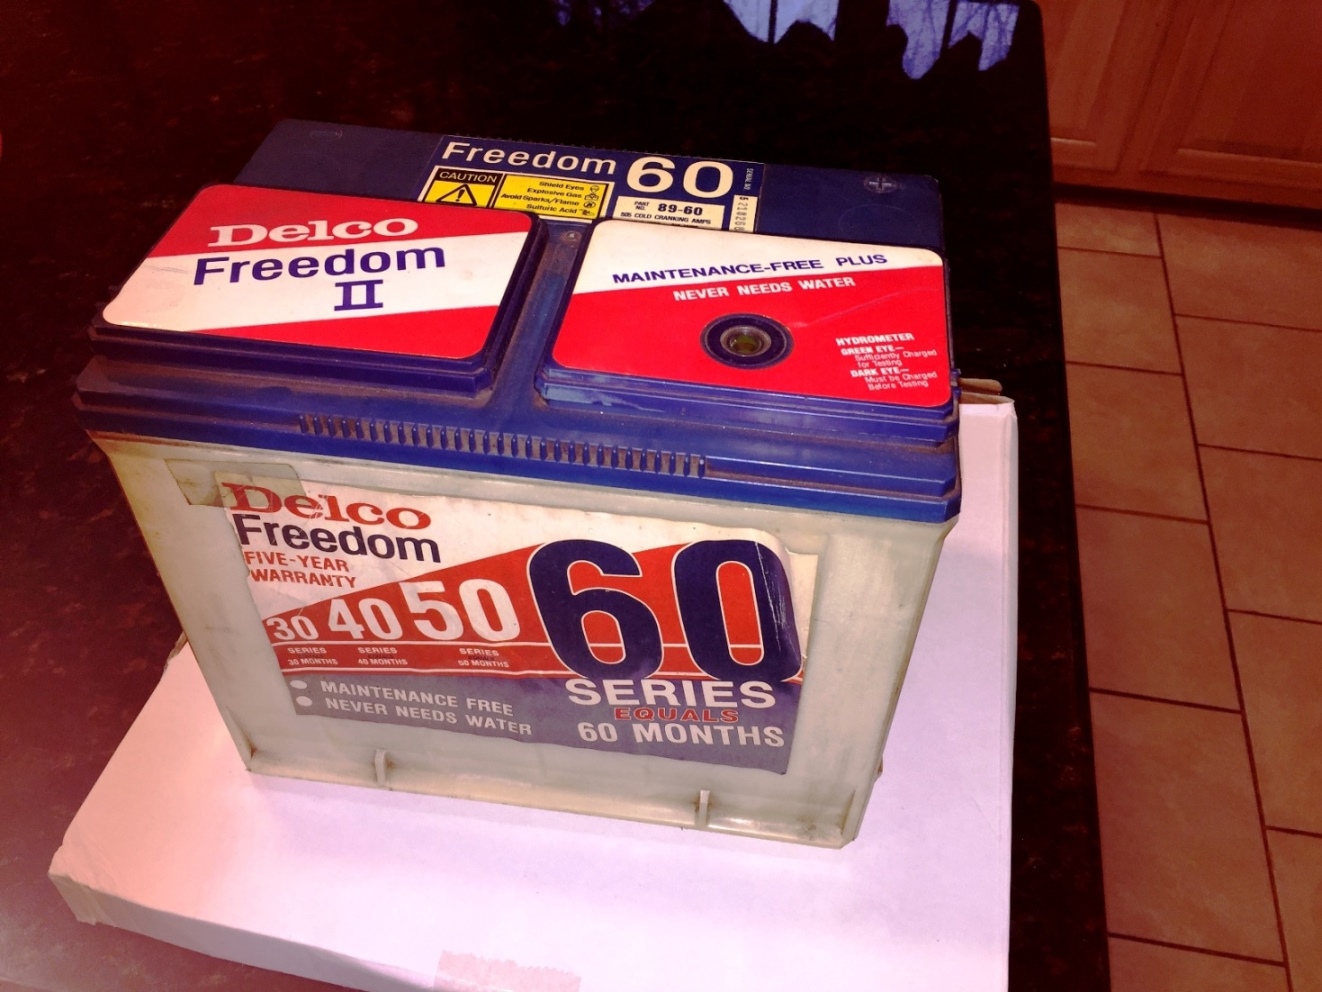 Freedom 60
CAUTION
Shield Eyes
Explosive Gas
Avoid Sparks/Flame
Sulfuric Acid
PART NO. 89-60
505 COLD CRANKING AMPS
SERIAL NO
Delco
Freedom
II
MAINTENANCE-FREE PLUS
NEVER NEEDS WATER
HYDROMETER
GREEN EYE—
Sufficiently Charged
for Testing
DARK EYE—
Must be Charged
Before Testing
Delco
Freedom
FIVE-YEAR
WARRANTY
30 40 50 60
SERIES SERIES SERIES
30 MONTHS 40 MONTHS 50 MONTHS
SERIES
EQUALS
60 MONTHS
MAINTENANCE FREE
NEVER NEEDS WATER